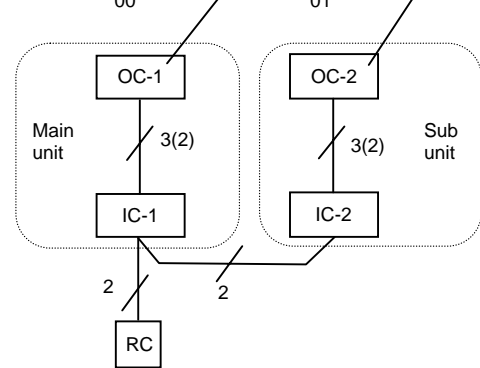 00
01
OC-1
OC-2
Main
unit
3(2)
3(2)
Sub
unit
IC-1
IC-2
2
2
RC